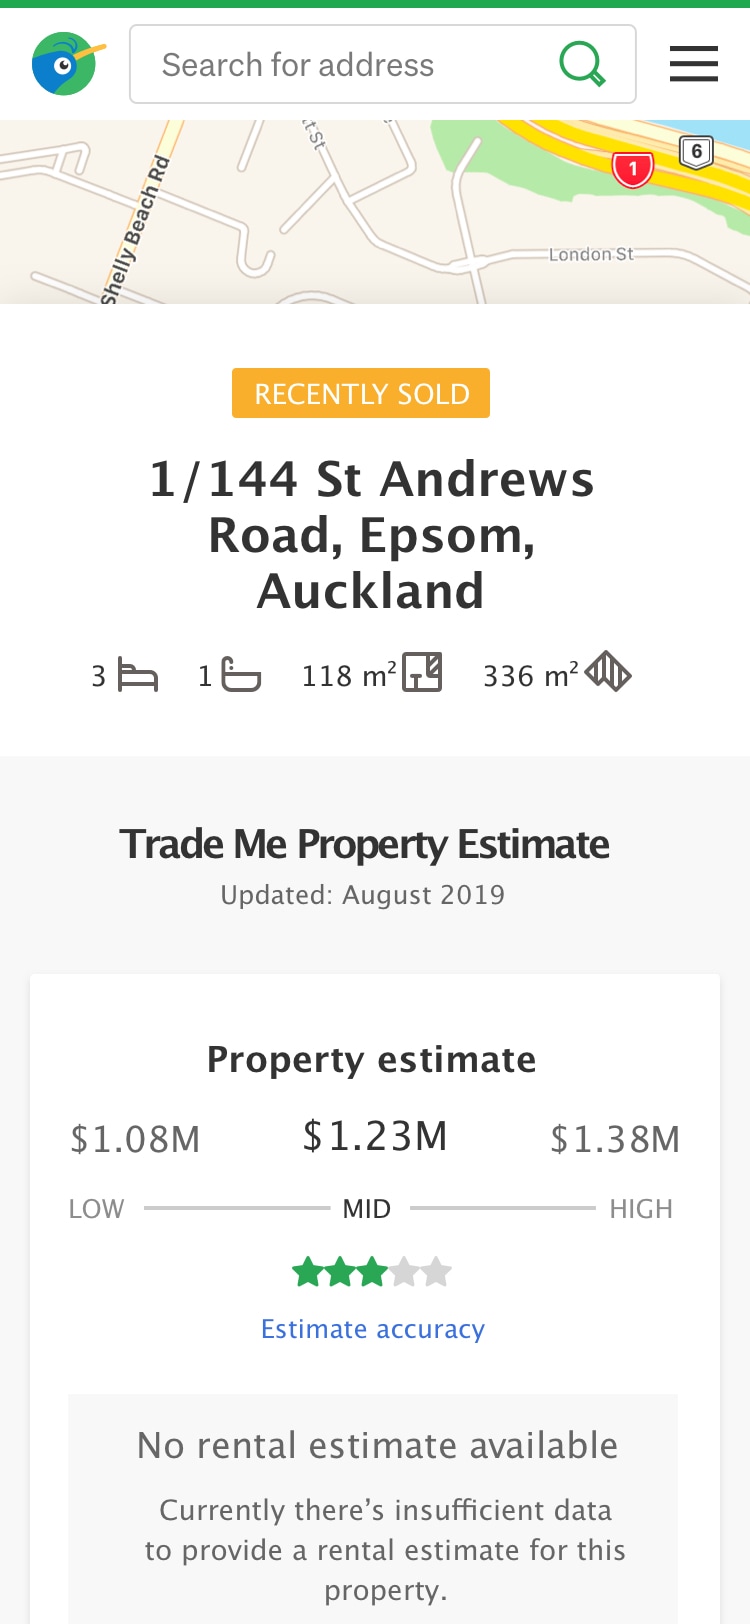 Search for address
Shelly Beach Rd
t St
1
6
London St
RECENTLY SOLD
1/144 St Andrews
Road, Epsom,
Auckland
3 1 118 m² 336 m²
Trade Me Property Estimate
Updated: August 2019
Property estimate
$1.08M $1.23M $1.38M
LOW MID HIGH
Estimate accuracy
No rental estimate available
Currently there’s insufficient data
to provide a rental estimate for this
property.